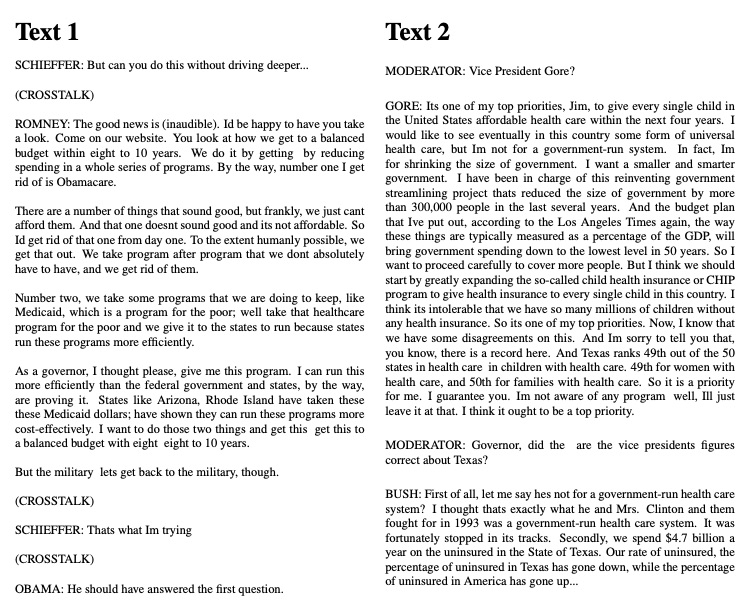 Text 1
SCHIEFFER: But can you do this without driving deeper...
(CROSSTALK)
ROMNEY: The good news is (inaudible). Id be happy to have you take
a look. Come on our website. You look at how we get to a balanced
budget within eight to 10 years. We do it by getting by reducing
spending in a whole series of programs. By the way, number one I get
rid of is Obamacare.
There are a number of things that sound good, but frankly, we just cant
afford them. And that one doesnt sound good and its not affordable. So
Id get rid of that one from day one. To the extent humanly possible, we
get that out. We take program after program that we dont absolutely
have to have, and we get rid of them.
Number two, we take some programs that we are doing to keep, like
Medicaid, which is a program for the poor; well take that healthcare
program for the poor and we give it to the states to run because states
run these programs more efficiently.
As a governor, I thought please, give me this program. I can run this
more efficiently than the federal government and states, by the way,
are proving it. States like Arizona, Rhode Island have taken these
these Medicaid dollars; have shown they can run these programs more
cost-effectively. I want to do those two things and get this get this to
a balanced budget with eight eight to 10 years.
But the military lets get back to the military, though.
(CROSSTALK)
SCHIEFFER: Thats what Im trying
(CROSSTALK)
OBAMA: He should have answered the first question.
Text 2
MODERATOR: Vice President Gore?
GORE: Its one of my top priorities, Jim, to give every single child in
the United States affordable health care within the next four years. I
would like to see eventually in this country some form of universal
health care, but Im not for a government-run system. In fact, Im
for shrinking the size of government. I want a smaller and smarter
government. I have been in charge of this reinventing government
streamlining project thats reduced the size of government by more
than 300,000 people in the last several years. And the budget plan
that Ive put out, according to the Los Angeles Times again, the way
these things are typically measured as a percentage of the GDP, will
bring government spending down to the lowest level in 50 years. So I
want to proceed carefully to cover more people. But I think we should
start by greatly expanding the so-called child health insurance or CHIP
program to give health insurance to every single child in this country. I
think its intolerable that we have so many millions of children without
any health insurance. So its one of my top priorities. Now, I know that
we have some disagreements on this. And Im sorry to tell you that,
you know, there is a record here. And Texas ranks 49th out of the 50
states in health care in children with health care. 49th for women with
health care, and 50th for families with health care. So it is a priority
for me. I guarantee you. Im not aware of any program well, Ill just
leave it at that. I think it ought to be a top priority.
MODERATOR: Governor, did the are the vice presidents figures
correct about Texas?
BUSH: First of all, let me say hes not for a government-run health care
system? I thought thats exactly what he and Mrs. Clinton and them
fought for in 1993 was a government-run health care system. It was
fortunately stopped in its tracks. Secondly, we spend $4.7 billion a
year on the uninsured in the State of Texas. Our rate of uninsured, the
percentage of uninsured in Texas has gone down, while the percentage
of uninsured in America has gone up...